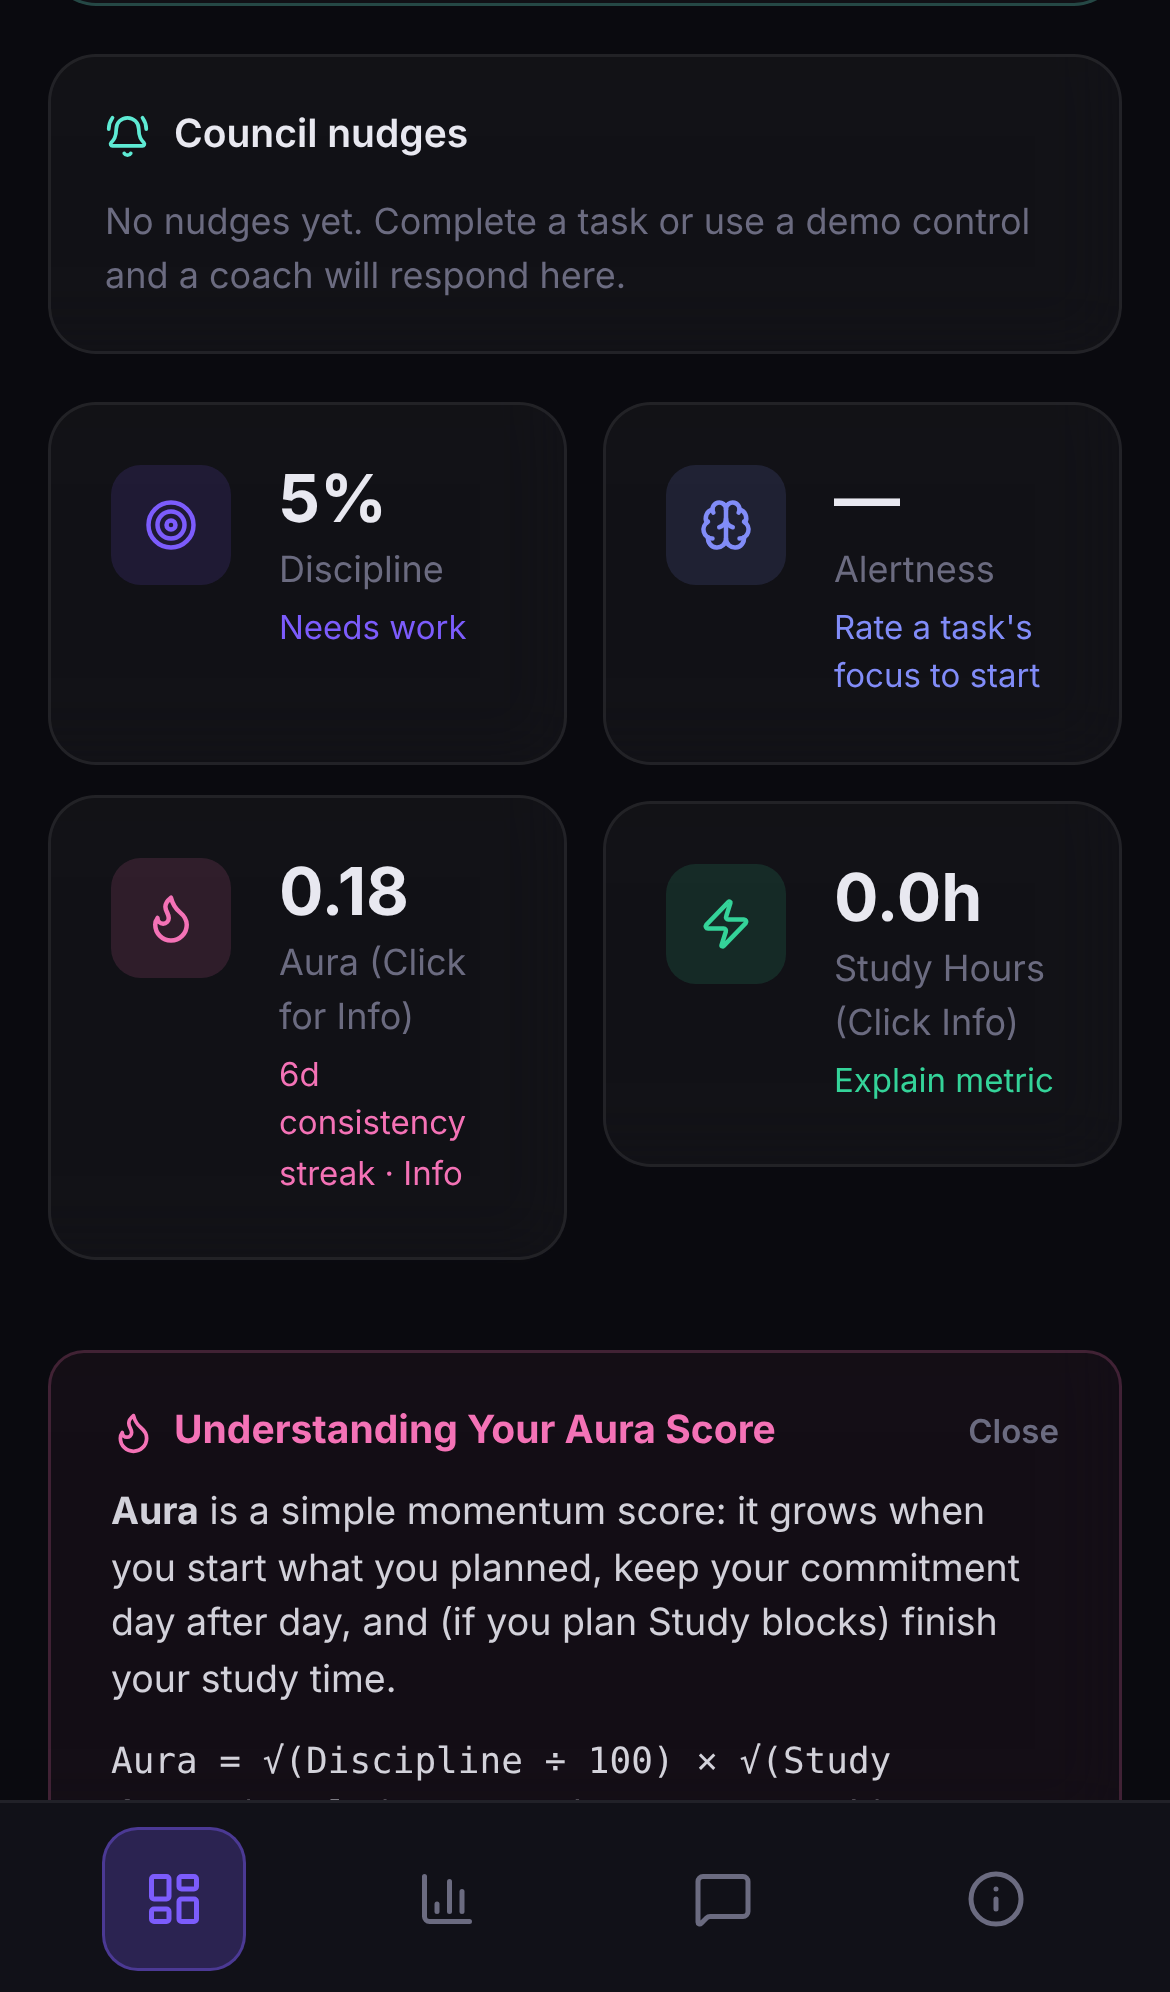 Council nudges
No nudges yet. Complete a task or use a demo control
and a coach will respond here.
5%
Discipline
Needs work
—
Alertness
Rate a task's
focus to start
0.18
Aura (Click
for Info)
6d
consistency
streak · Info
0.0h
Study Hours
(Click Info)
Explain metric
Understanding Your Aura Score
Close
Aura is a simple momentum score: it grows when
you start what you planned, keep your commitment
day after day, and (if you plan Study blocks) finish
your study time.
Aura = √(Discipline ÷ 100) × √(Study